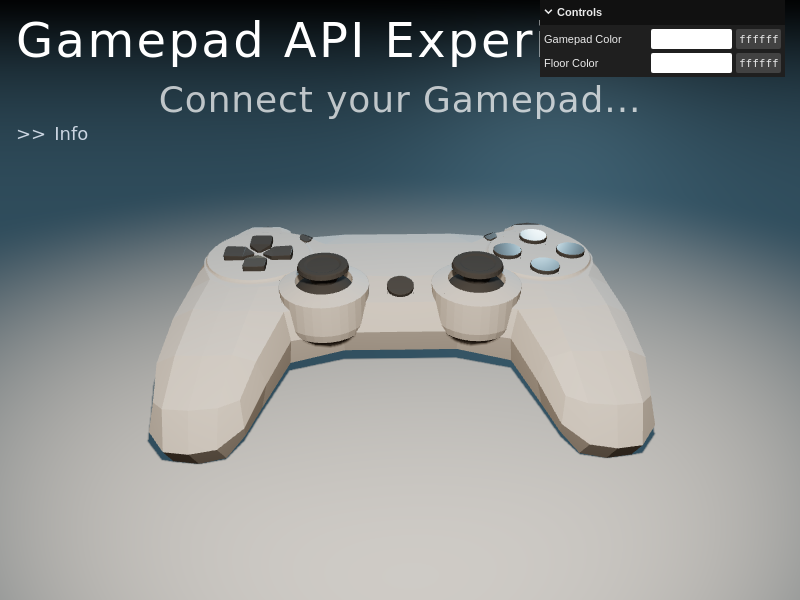 Gamepad API Exper
Connect your Gamepad...
>> Info
Controls
Gamepad Color
ffffff
Floor Color
ffffff